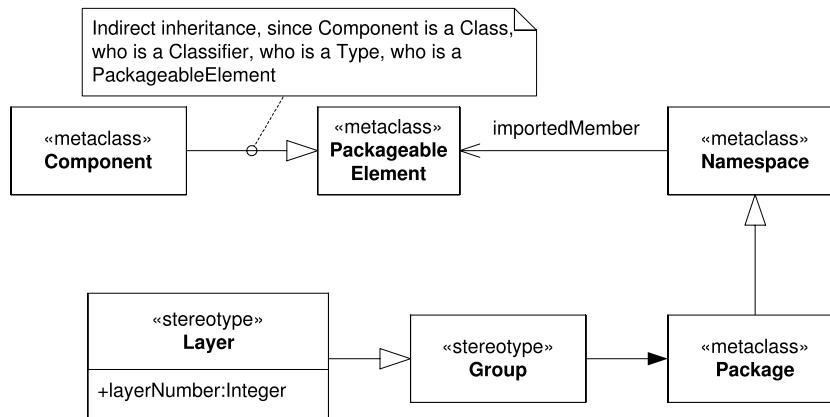 Indirect inheritance, since Component is a Class,
who is a Classifier, who is a Type, who is a
PackageableElement
«metaclass»
Component
«metaclass»
Packageable
Element
importedMember
«metaclass»
Namespace
«stereotype»
Layer
+layerNumber:Integer
«stereotype»
Group
«metaclass»
Package